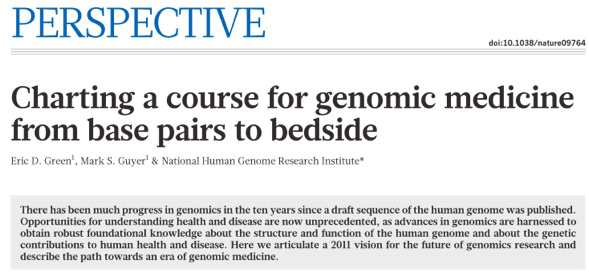 PERSPECTIVE
doi:10.1038/nature09764
Charting a course for genomic medicine
from base pairs to bedside
Eric D. Green1, Mark S. Guyer1 & National Human Genome Research Institute*
There has been much progress in genomics in the ten years since a draft sequence of the human genome was published.
Opportunities for understanding health and disease are now unprecedented, as advances in genomics are harnessed to
obtain robust foundational knowledge about the structure and function of the human genome and about the genetic
contributions to human health and disease. Here we articulate a 2011 vision for the future of genomics research and
describe the path towards an era of genomic medicine.